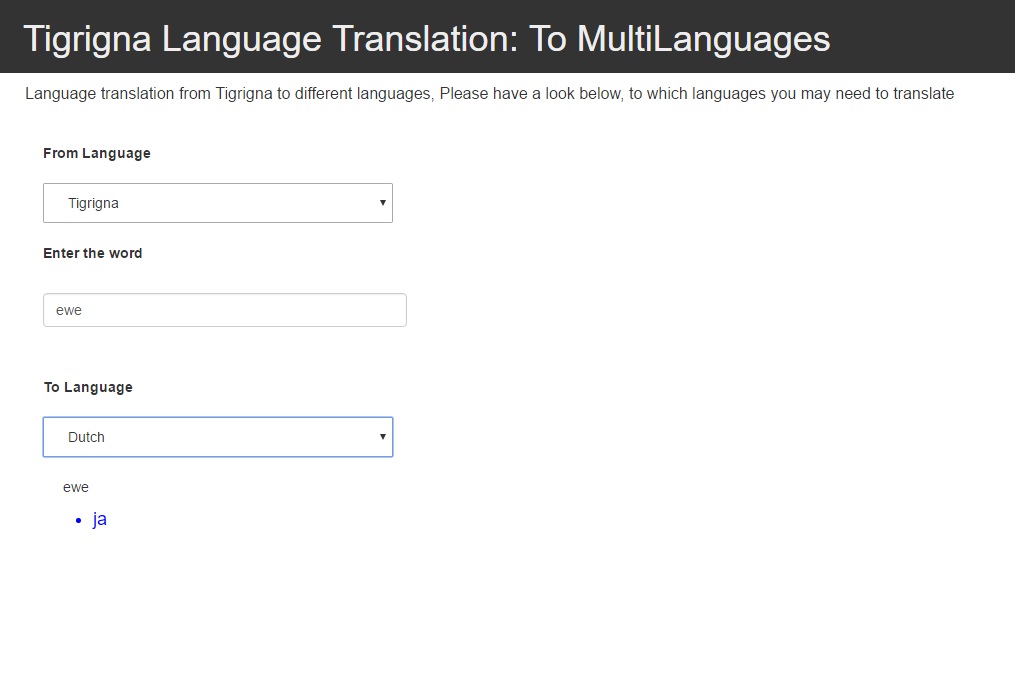 Tigrigna Language Translation: To MultiLanguages
Language translation from Tigrigna to different languages, Please have a look below, to which languages you may need to translate
From Language
Tigrigna
Enter the word
ewe
To Language
Dutch
ewe
ja